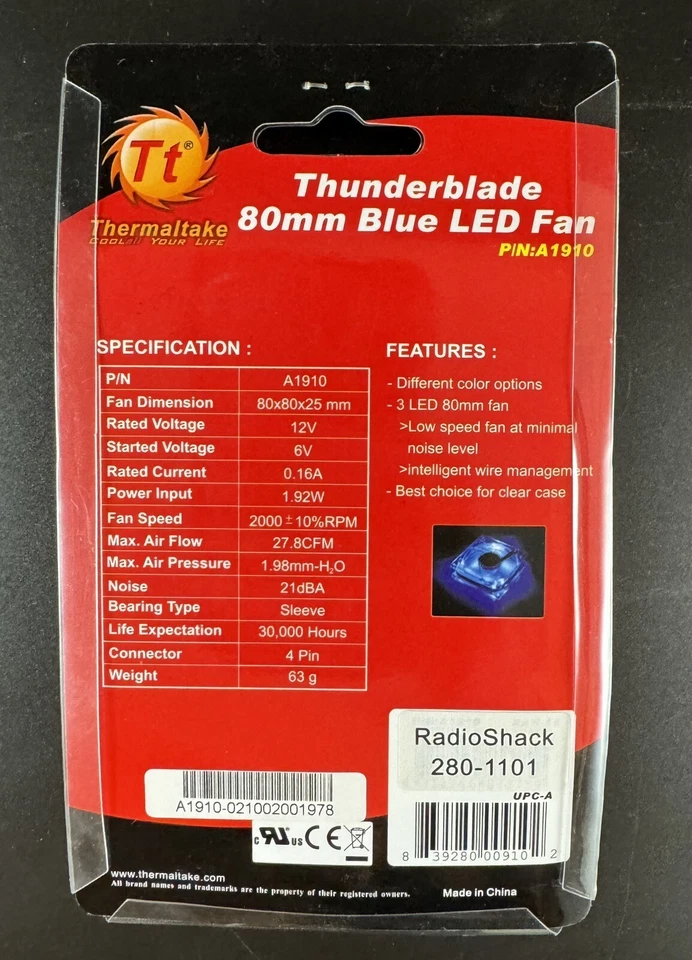 Tt®
Thermaltake
COOL all YOUR LIFE
Thunderblade
80mm Blue LED Fan
P/N:A1910
SPECIFICATION :
P/N A1910
Fan Dimension 80x80x25 mm
Rated Voltage 12V
Started Voltage 6V
Rated Current 0.16A
Power Input 1.92W
Fan Speed 2000±10%RPM
Max. Air Flow 27.8CFM
Max. Air Pressure 1.98mm-H₂O
Noise 21dBA
Bearing Type Sleeve
Life Expectation 30,000 Hours
Connector 4 Pin
Weight 63 g
FEATURES :
- Different color options
- 3 LED 80mm fan
>Low speed fan at minimal
noise level
>intelligent wire management
- Best choice for clear case
RadioShack
280-1101
UPC-A
8 39280 00910 2
A1910-021002001978
c RU us CE
www.thermaltake.com
All brand names and trademarks are the property of their registered owners.
Made in China